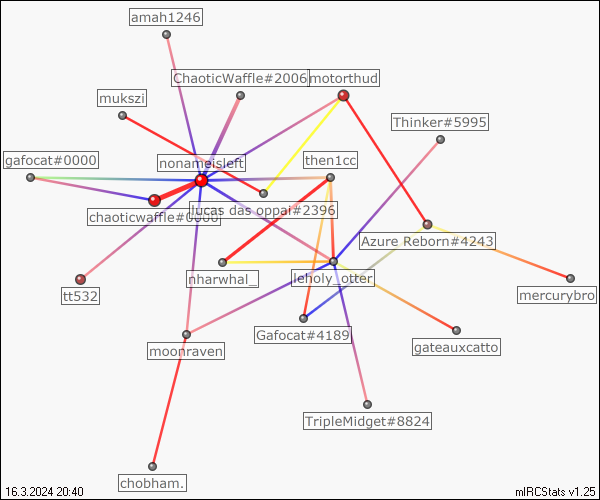 amah1246
ChaoticWaffle#2006
motorthud
mukszi
Thinker#5995
gafocat#0000
nonameisleft
then1cc
lucas das oppai#2396
chaoticwaffle#0000
Azure Reborn#4243
nharwhal_
leholy_otter
tt532
mercurybro
Gafocat#4189
moonraven
gateauxcatto
TripleMidget#8824
chobham.
16.3.2024 20:40
mIRCStats v1.25